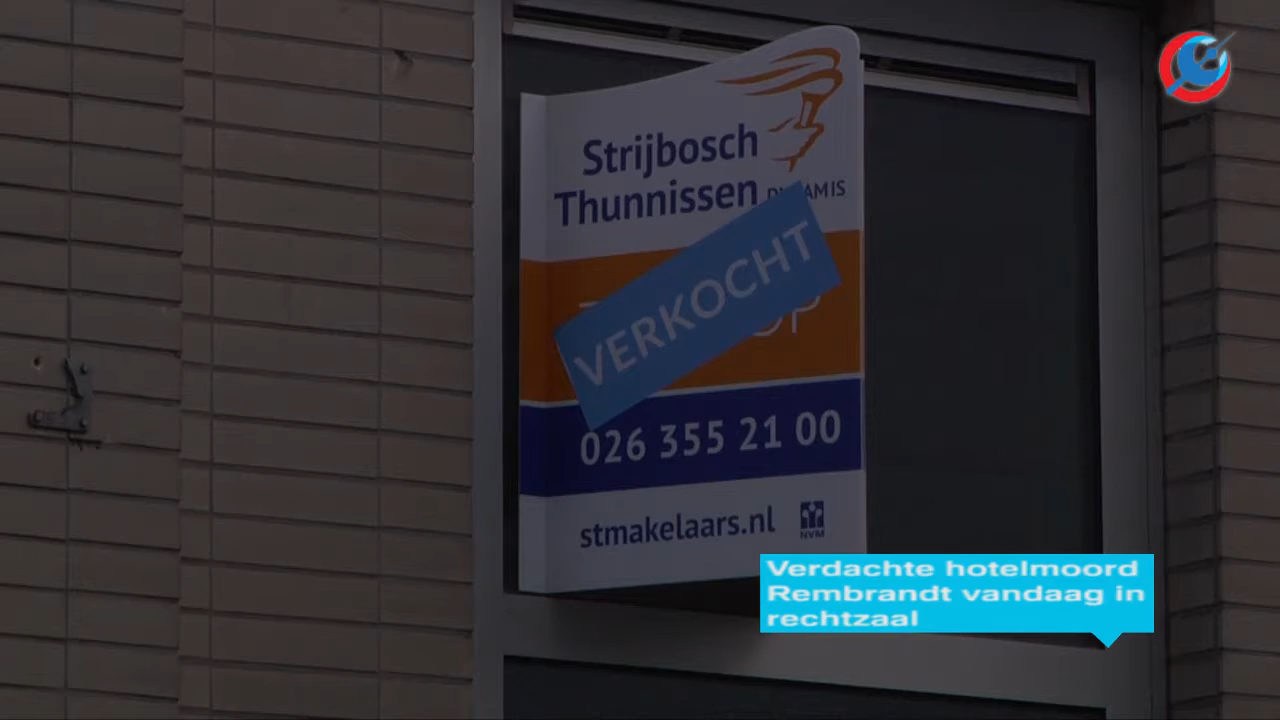 Strijbosch
Thunnissen
VERKOCHT
026 355 21 00
stmakelaars.nl
NVM
Verdachte hotelmoord
Rembrandt vandaag in
rechtzaal